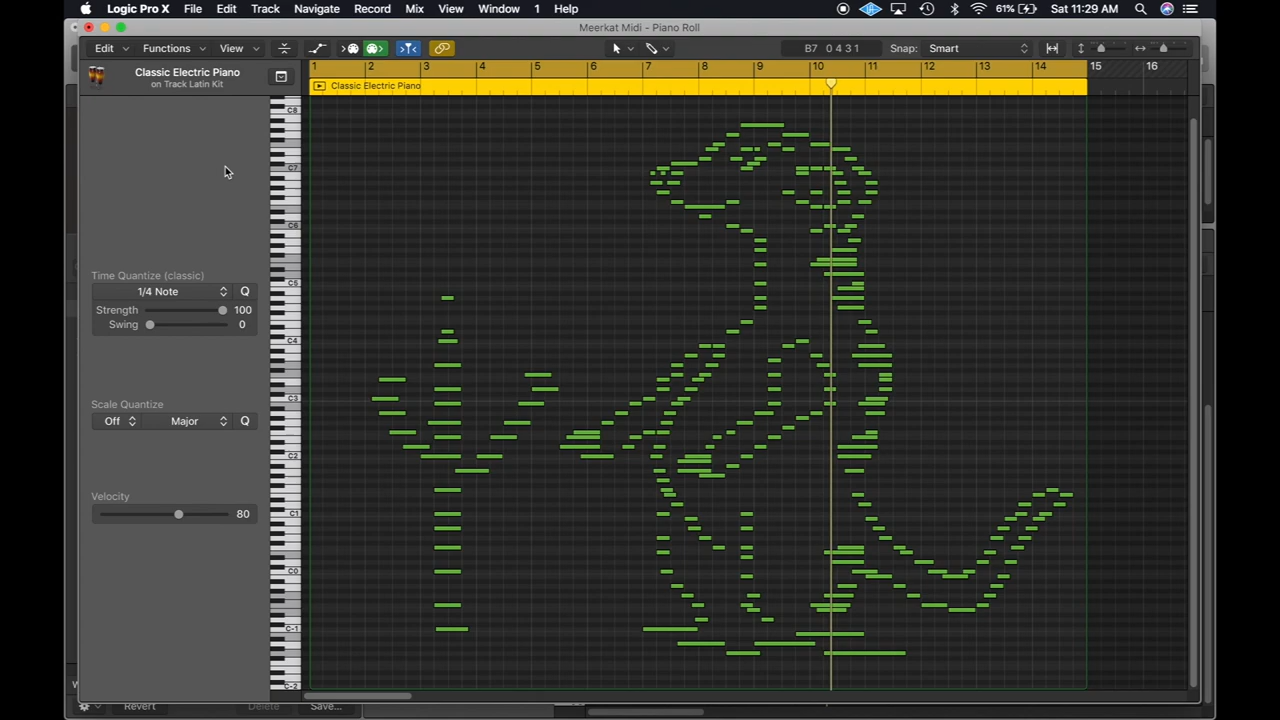 Logic Pro X File Edit Track Navigate Record Mix View Window 1 Help 61% Sat 11:29 AM
Meerkat Midi - Piano Roll
Edit Functions View B7 0 4 3 1 Snap: Smart
Classic Electric Piano
on Track Latin Kit
1 2 3 4 5 6 7 8 9 10 11 12 13 14 15 16
Classic Electric Piano
C8
C7
C6
C5
C4
C3
C2
C1
C0
C-1
C-2
Time Quantize (classic)
1/4 Note Q
Strength 100
Swing 0
Scale Quantize
Off Major Q
Velocity
80
Revert Delete Save...